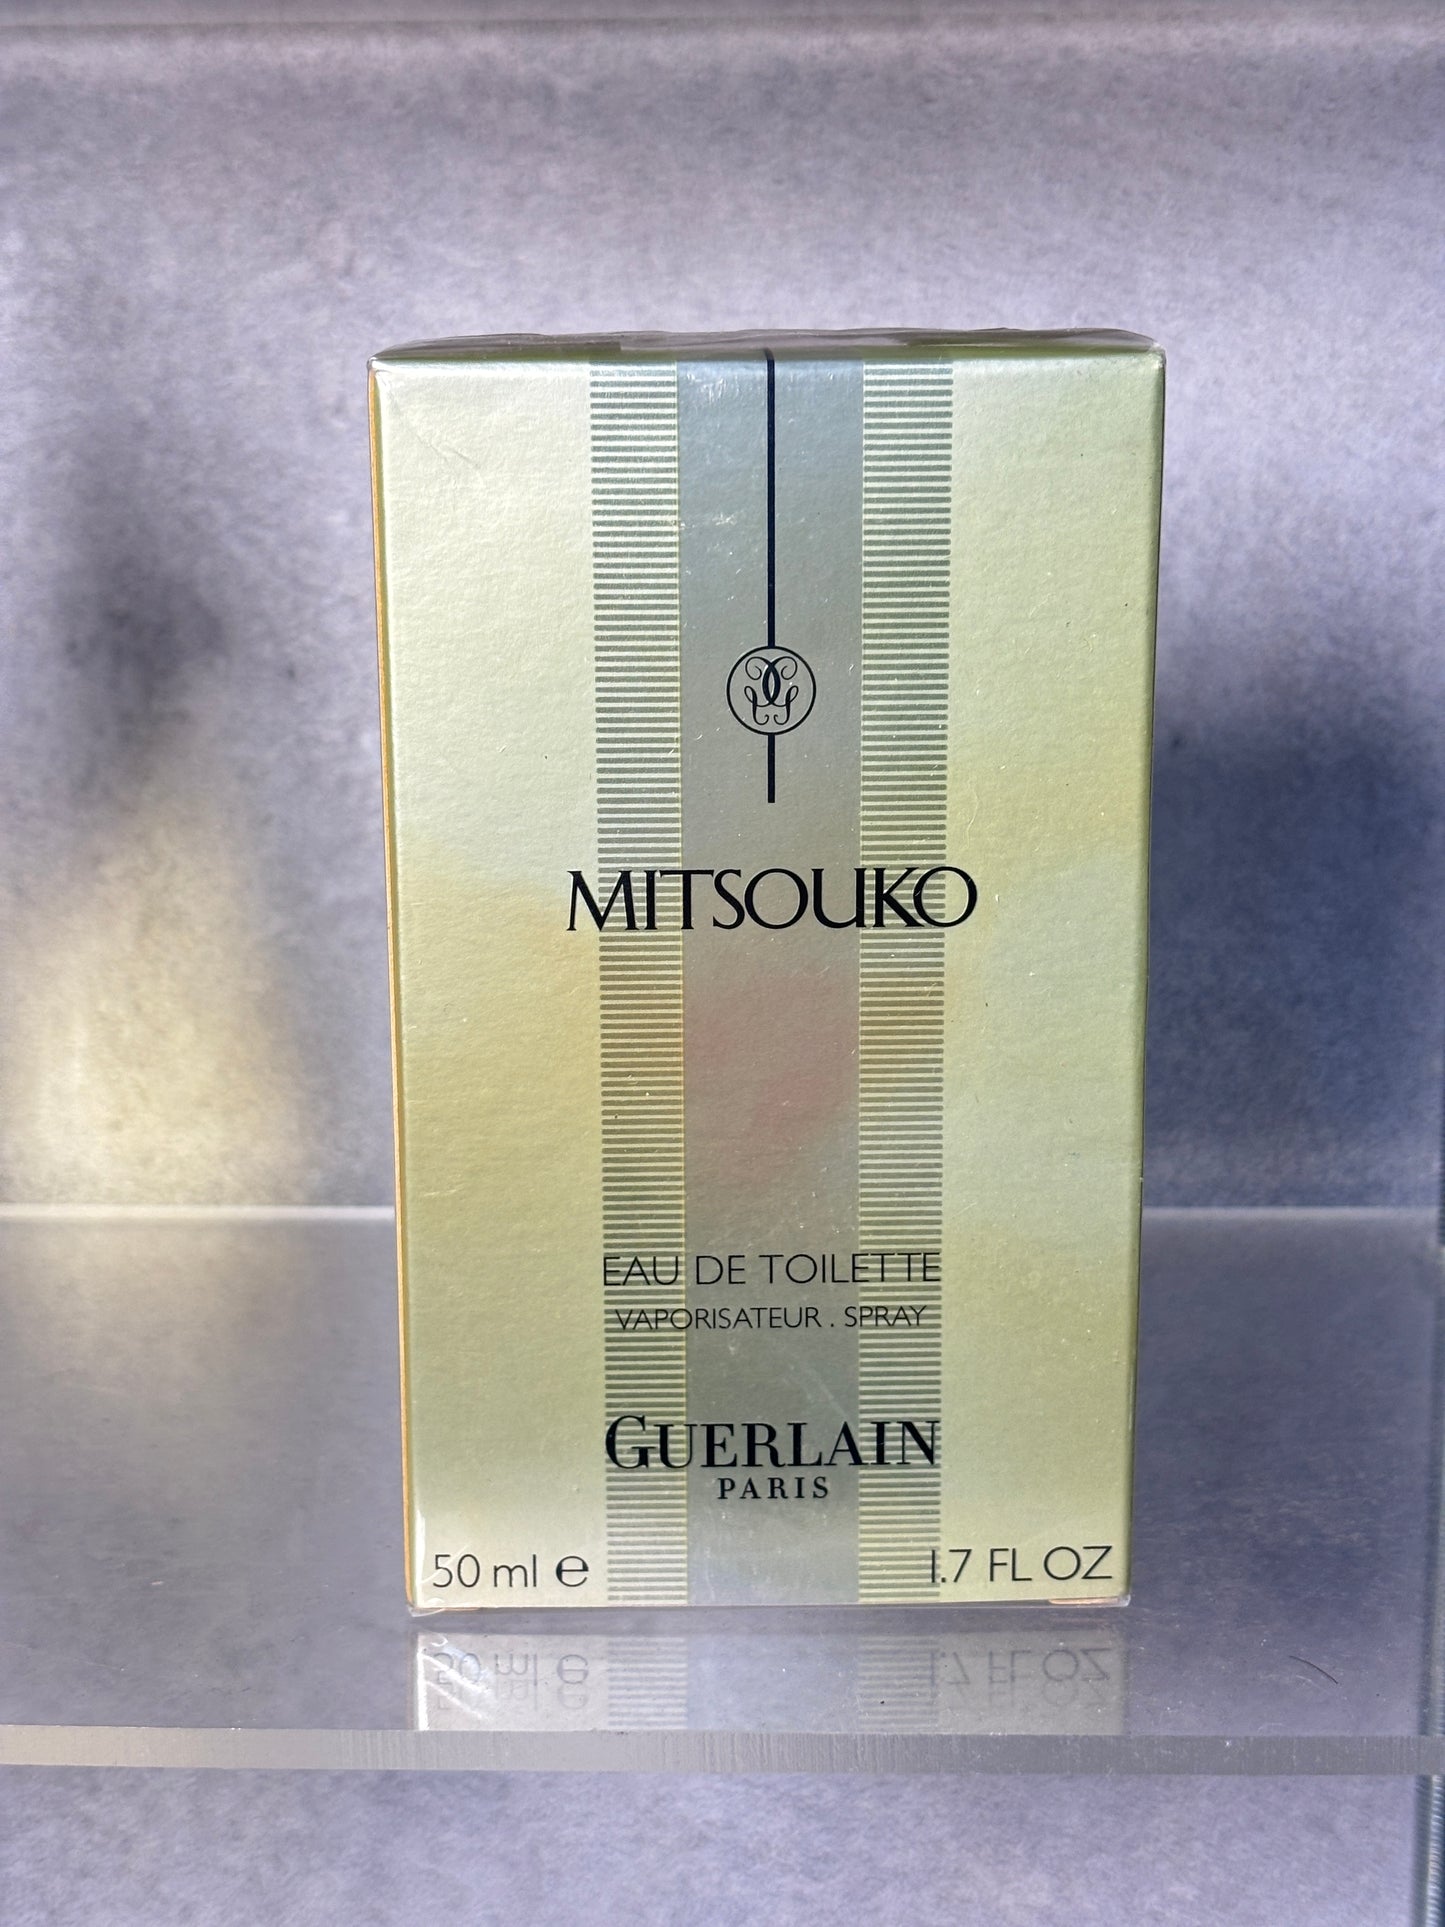 MITSOUKO
EAU DE TOILETTE
VAPORISATEUR . SPRAY
GUERLAIN
PARIS
50 ml ℮
1.7 FL OZ